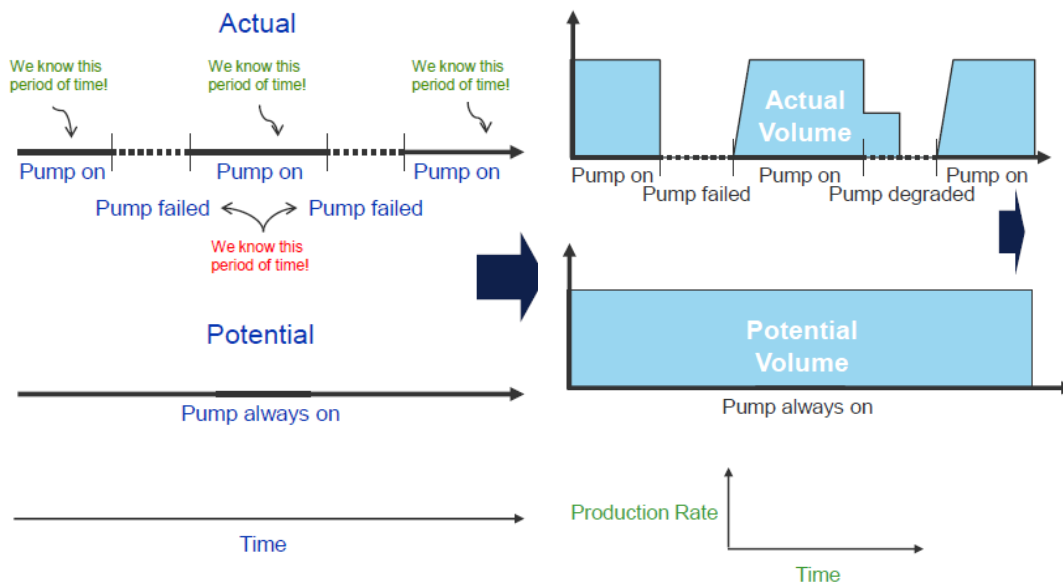 Actual
We know this
period of time!
We know this
period of time!
We know this
period of time!
Pump on
Pump on
Pump on
Pump failed
Pump failed
We know this
period of time!
Potential
Pump always on
Time
Actual
Volume
Pump on
Pump failed
Pump on
Pump degraded
Pump on
Potential
Volume
Pump always on
Production Rate
Time